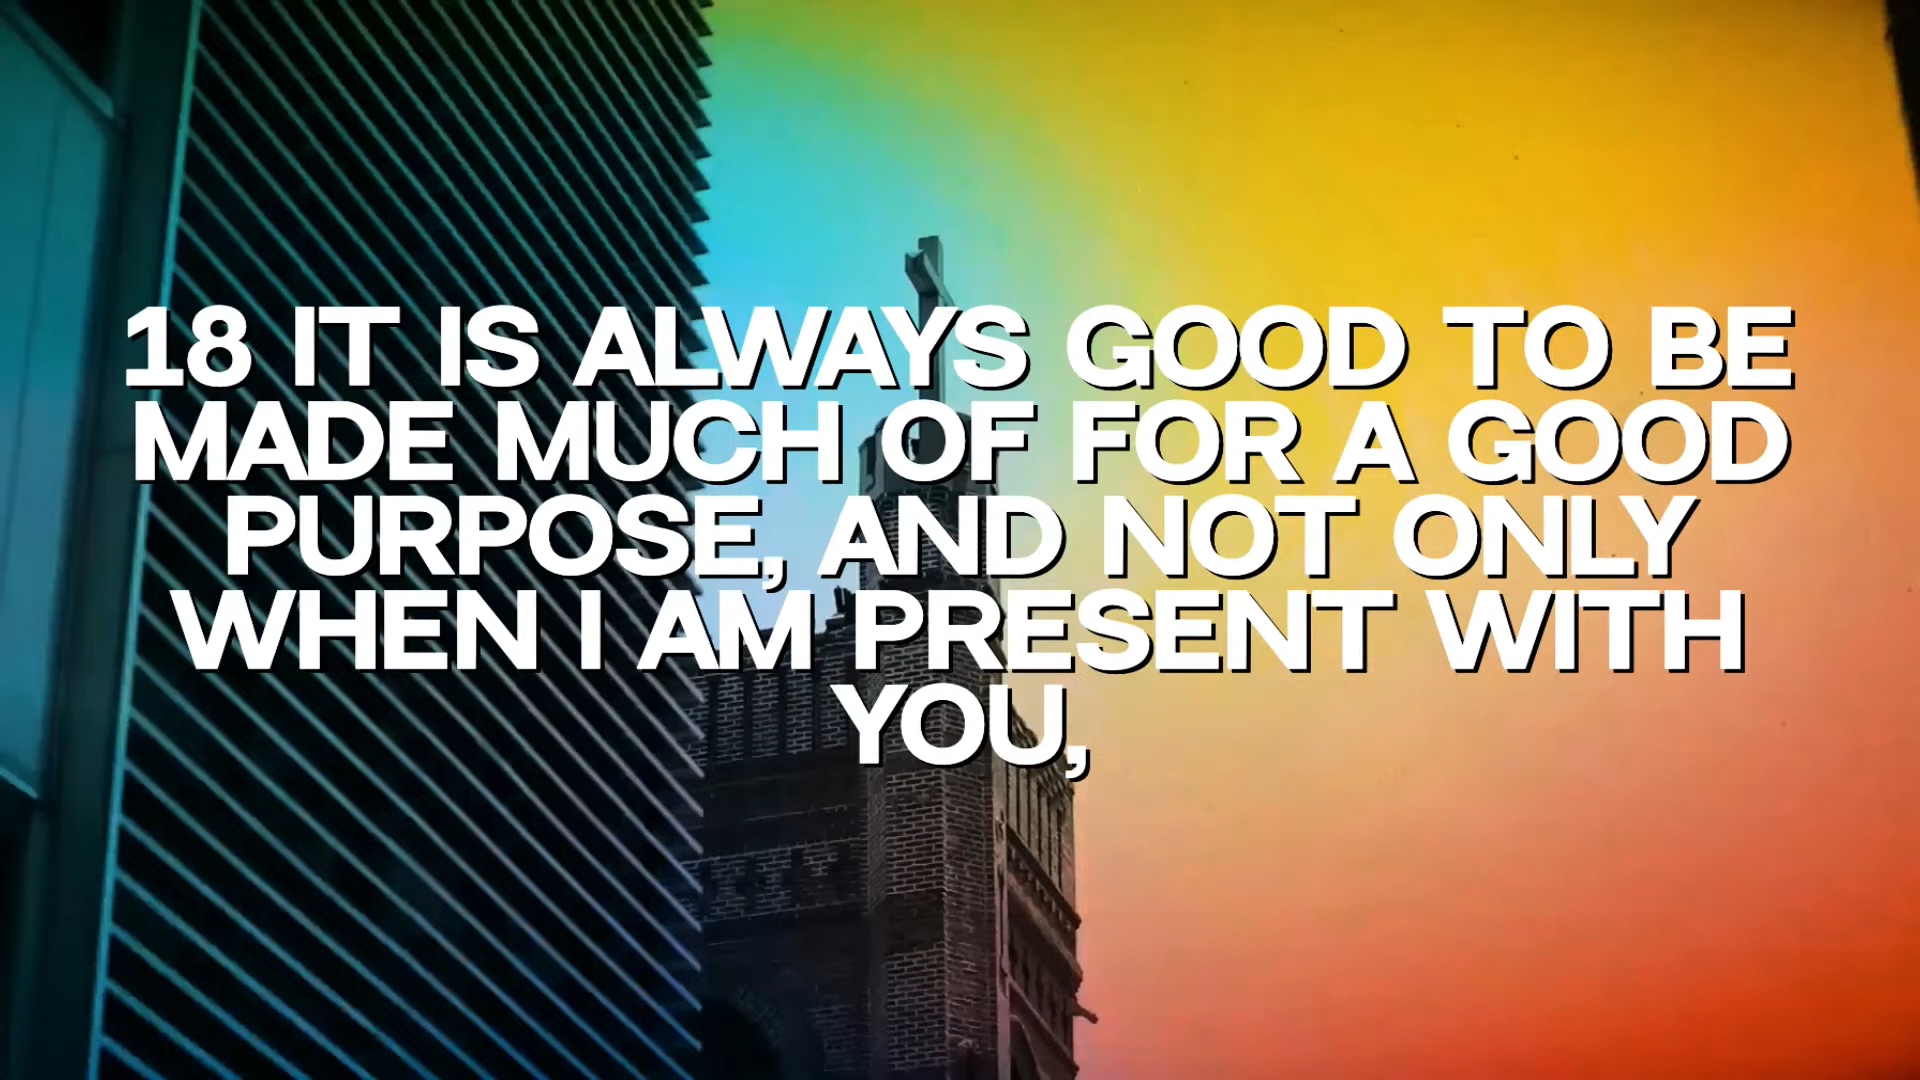 18 IT IS ALWAYS GOOD TO BE
MADE MUCH OF FOR A GOOD
PURPOSE, AND NOT ONLY
WHEN I AM PRESENT WITH
YOU,